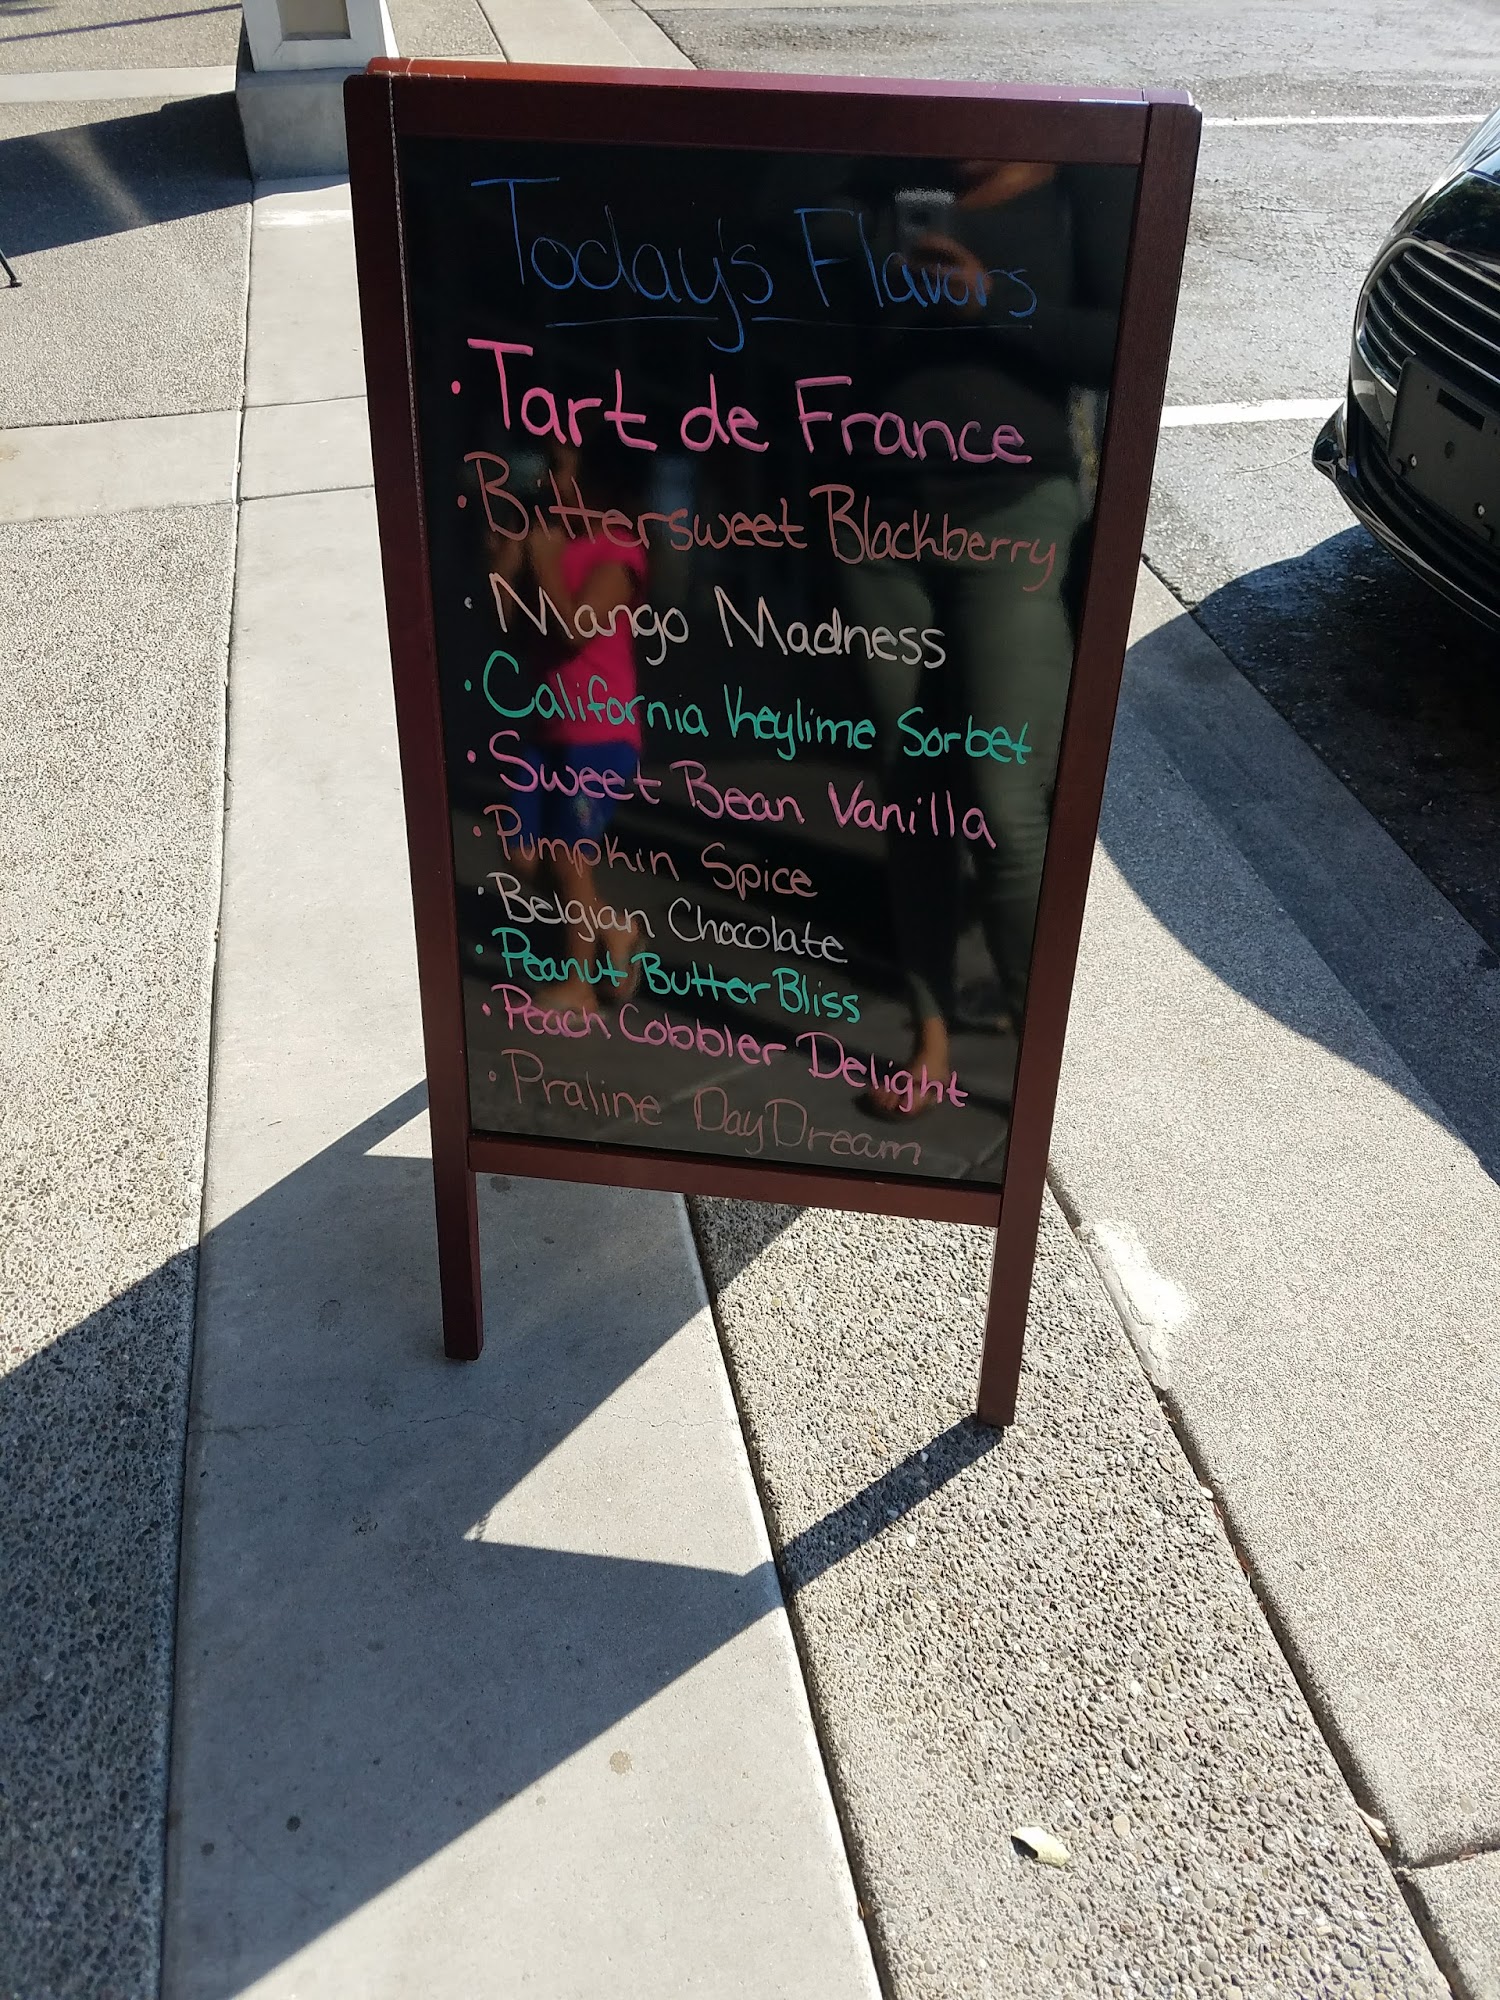 Today's Flavors
• Tart de France
• Bittersweet Blackberry
• Mango Madness
• California Keylime Sorbet
• Sweet Bean Vanilla
• Pumpkin Spice
• Belgian Chocolate
• Peanut Butter Bliss
• Peach Cobbler Delight
• Praline DayDream